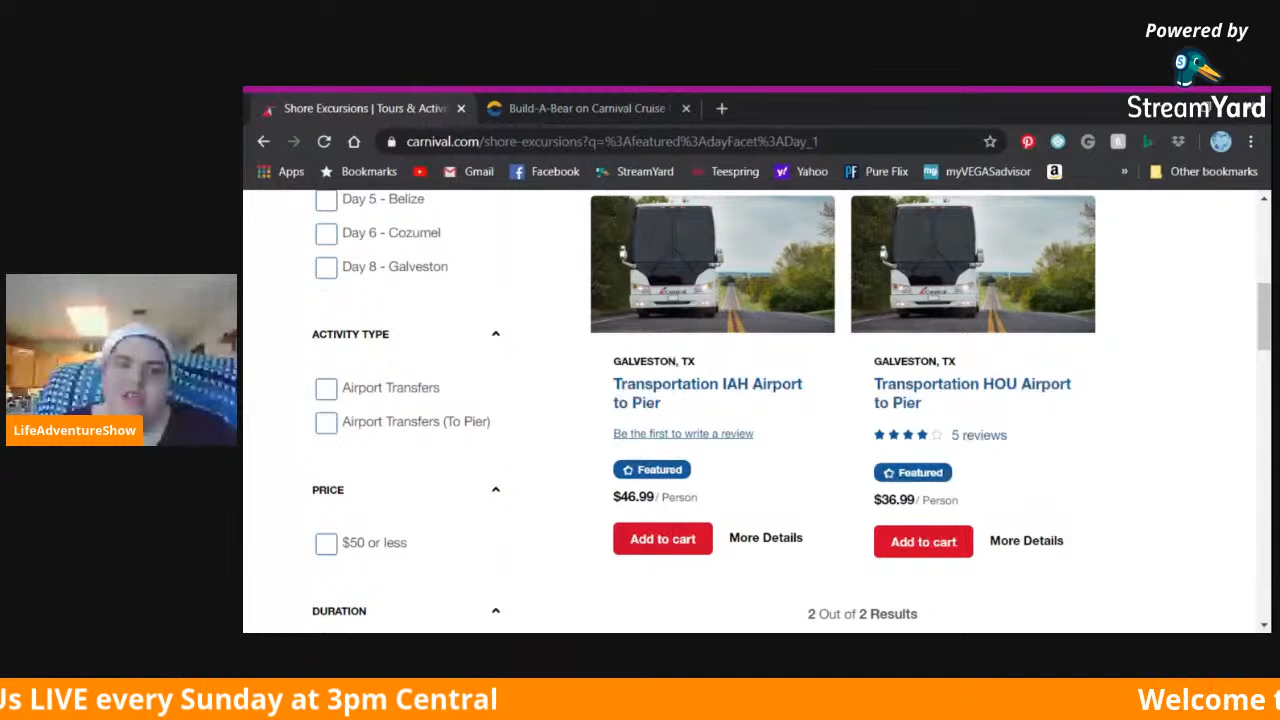 Powered by
StreamYard
Shore Excursions | Tours & Activi
Build-A-Bear on Carnival Cruise
carnival.com/shore-excursions?q=%3Afeatured%3AdayFacet%3ADay_1
Apps
Bookmarks
Gmail
Facebook
StreamYard
Teespring
Yahoo
Pure Flix
myVEGASadvisor
Other bookmarks
Day 5 - Belize
Day 6 - Cozumel
Day 8 - Galveston
ACTIVITY TYPE
Airport Transfers
Airport Transfers (To Pier)
PRICE
$50 or less
DURATION
GALVESTON, TX
Transportation IAH Airport
to Pier
Be the first to write a review
Featured
$46.99 / Person
Add to cart
More Details
GALVESTON, TX
Transportation HOU Airport
to Pier
5 reviews
Featured
$36.99 / Person
Add to cart
More Details
2 Out of 2 Results
LifeAdventureShow
Us LIVE every Sunday at 3pm Central
Welcome t